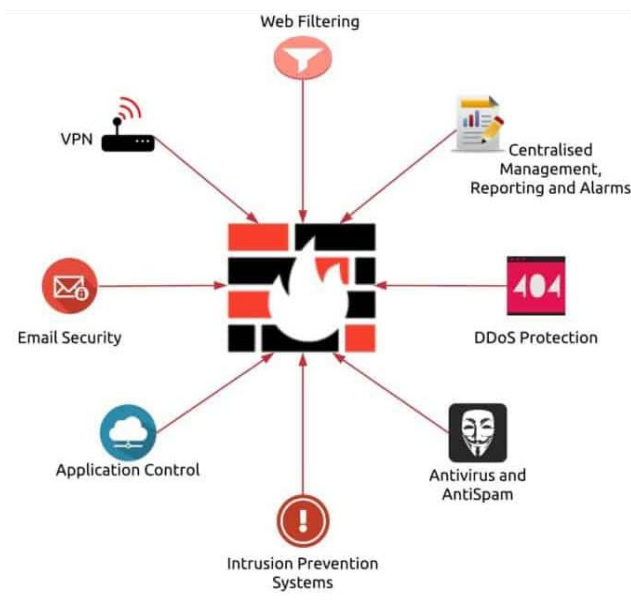 Web Filtering
VPN
Centralised
Management,
Reporting and Alarms
Email Security
404
DDoS Protection
Application Control
Antivirus and
AntiSpam
!
Intrusion Prevention
Systems